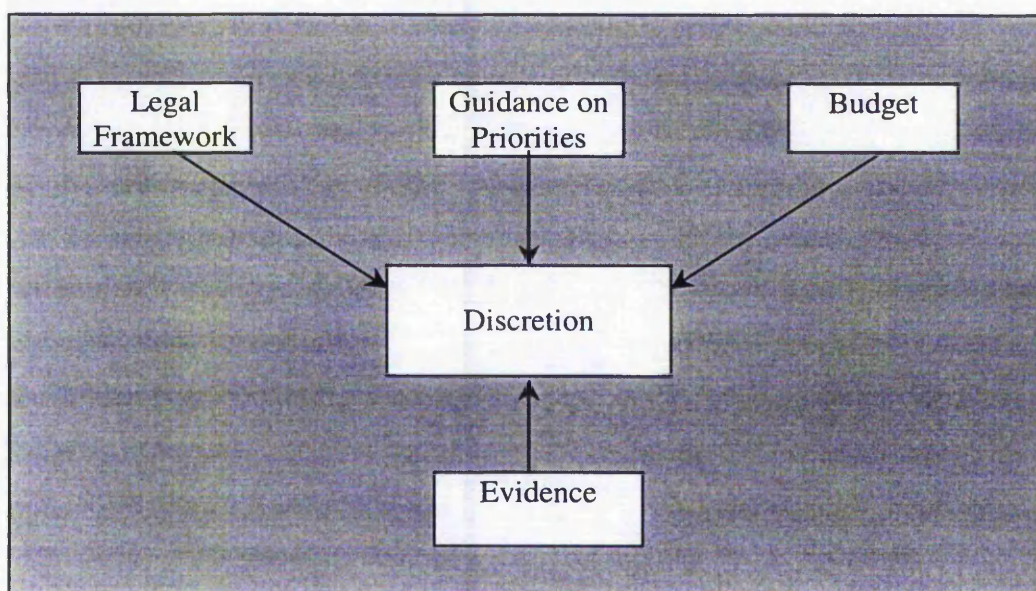 Legal
Framework
Guidance on
Priorities
Budget
Discretion
Evidence